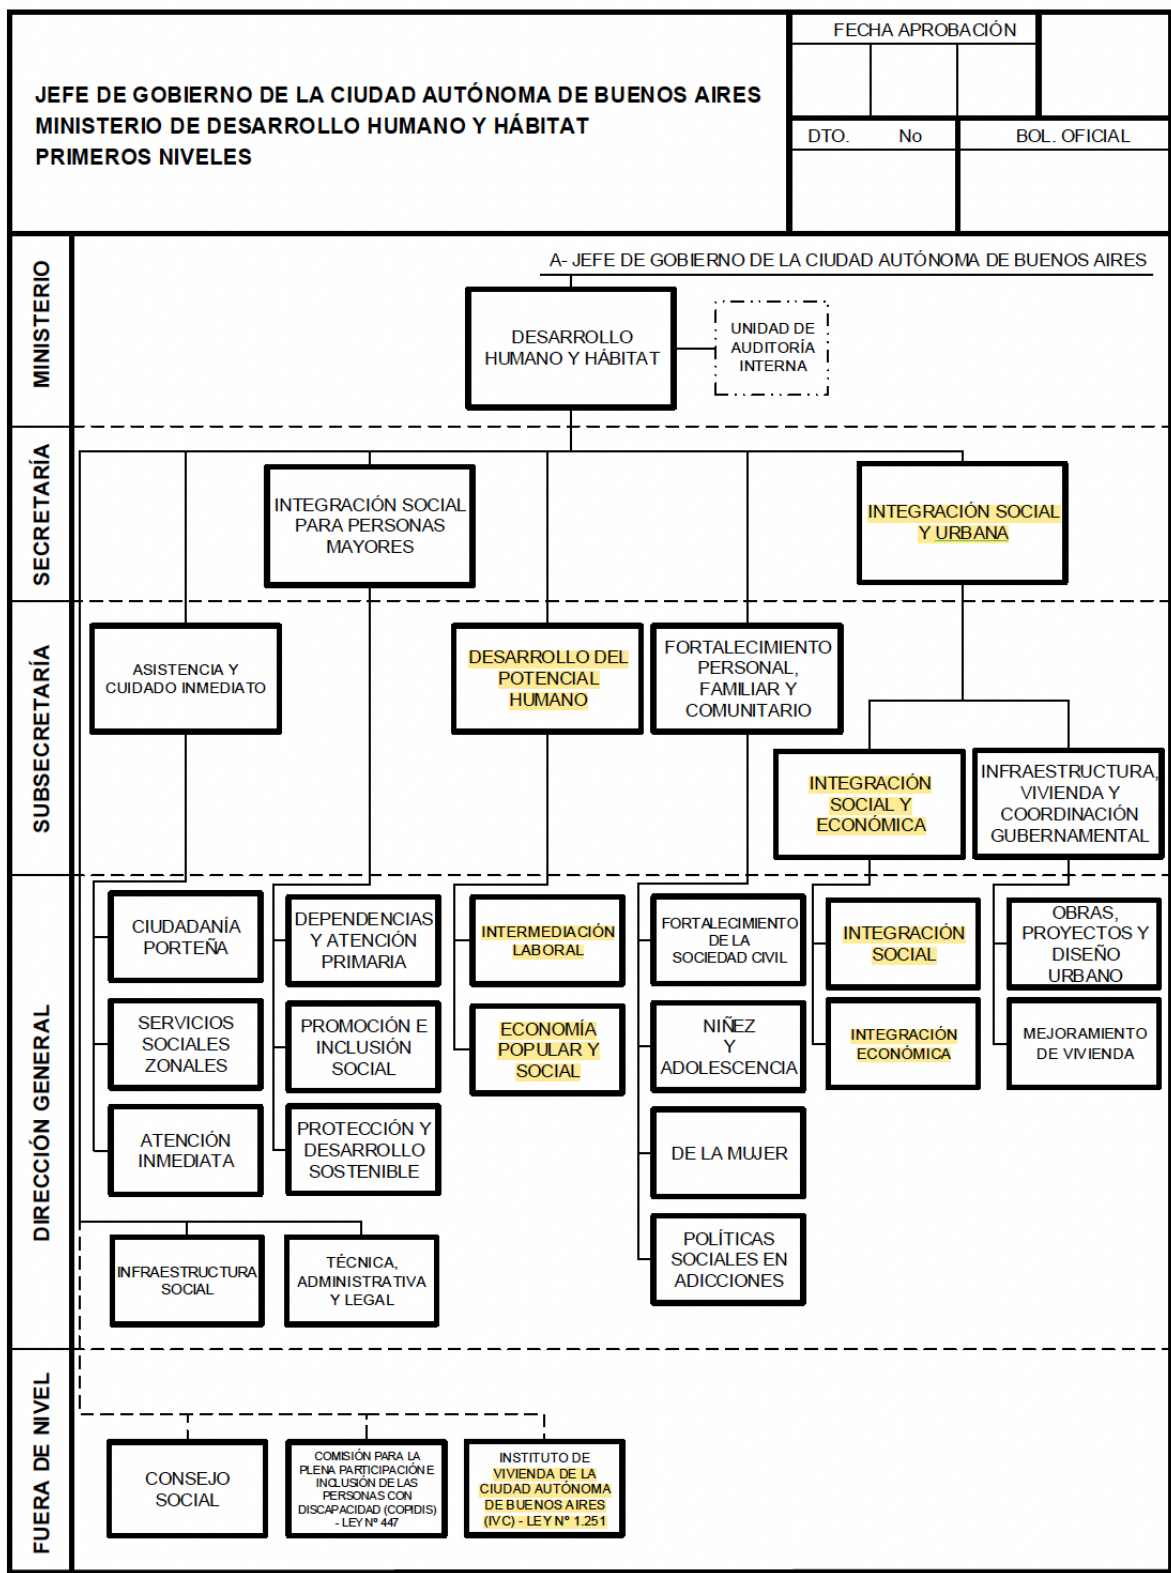 JEFE DE GOBIERNO DE LA CIUDAD AUTÓNOMA DE BUENOS AIRES
MINISTERIO DE DESARROLLO HUMANO Y HÁBITAT
PRIMEROS NIVELES
FECHA APROBACIÓN
DTO. No
BOL. OFICIAL
MINISTERIO
A- JEFE DE GOBIERNO DE LA CIUDAD AUTÓNOMA DE BUENOS AIRES
DESARROLLO
HUMANO Y HÁBITAT
UNIDAD DE
AUDITORÍA
INTERNA
SECRETARÍA
INTEGRACIÓN SOCIAL
PARA PERSONAS
MAYORES
INTEGRACIÓN SOCIAL
Y URBANA
SUBSECRETARÍA
ASISTENCIA Y
CUIDADO INMEDIATO
DESARROLLO DEL
POTENCIAL
HUMANO
FORTALECIMIENTO
PERSONAL,
FAMILIAR Y
COMUNITARIO
INTEGRACIÓN
SOCIAL Y
ECONÓMICA
INFRAESTRUCTURA,
VIVIENDA Y
COORDINACIÓN
GUBERNAMENTAL
DIRECCIÓN GENERAL
CIUDADANÍA
PORTEÑA
DEPENDENCIAS
Y ATENCIÓN
PRIMARIA
INTERMEDIACIÓN
LABORAL
FORTALECIMIENTO
DE LA
SOCIEDAD CIVIL
INTEGRACIÓN
SOCIAL
OBRAS,
PROYECTOS Y
DISEÑO
URBANO
SERVICIOS
SOCIALES
ZONALES
PROMOCIÓN E
INCLUSIÓN
SOCIAL
ECONOMÍA
POPULAR Y
SOCIAL
NIÑEZ
Y
ADOLESCENCIA
INTEGRACIÓN
ECONÓMICA
MEJORAMIENTO
DE VIVIENDA
ATENCIÓN
INMEDIATA
PROTECCIÓN Y
DESARROLLO
SOSTENIBLE
DE LA MUJER
INFRAESTRUCTURA
SOCIAL
TÉCNICA,
ADMINISTRATIVA
Y LEGAL
POLÍTICAS
SOCIALES EN
ADICCIONES
FUERA DE NIVEL
CONSEJO
SOCIAL
COMISIÓN PARA LA
PLENA PARTICIPACIÓN E
INCLUSIÓN DE LAS
PERSONAS CON
DISCAPACIDAD (COPIDIS)
- LEY Nº 447
INSTITUTO DE
VIVIENDA DE LA
CIUDAD AUTÓNOMA
DE BUENOS AIRES
(IVC) - LEY Nº 1.251